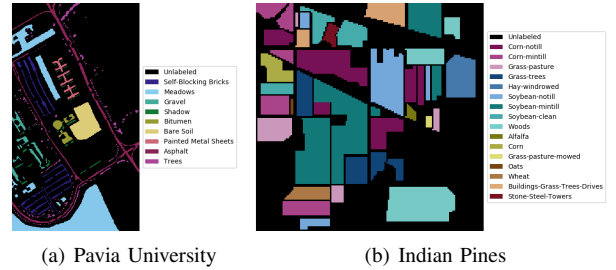 Unlabeled
Self-Blocking Bricks
Meadows
Gravel
Shadow
Bitumen
Bare Soil
Painted Metal Sheets
Asphalt
Trees
Unlabeled
Corn-notill
Corn-mintill
Grass-pasture
Grass-trees
Hay-windrowed
Soybean-notill
Soybean-mintill
Soybean-clean
Woods
Alfalfa
Corn
Grass-pasture-mowed
Oats
Wheat
Buildings-Grass-Trees-Drives
Stone-Steel-Towers
(a) Pavia University
(b) Indian Pines